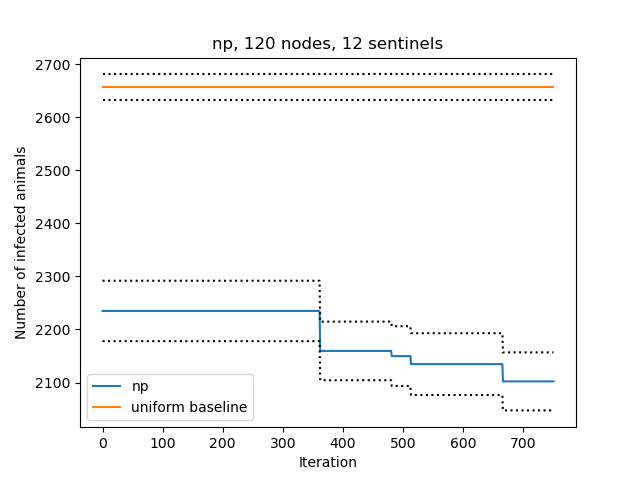 np, 120 nodes, 12 sentinels
2700
2600
2500
2400
2300
2200
2100
Number of infected animals
np
uniform baseline
0 100 200 300 400 500 600 700
Iteration